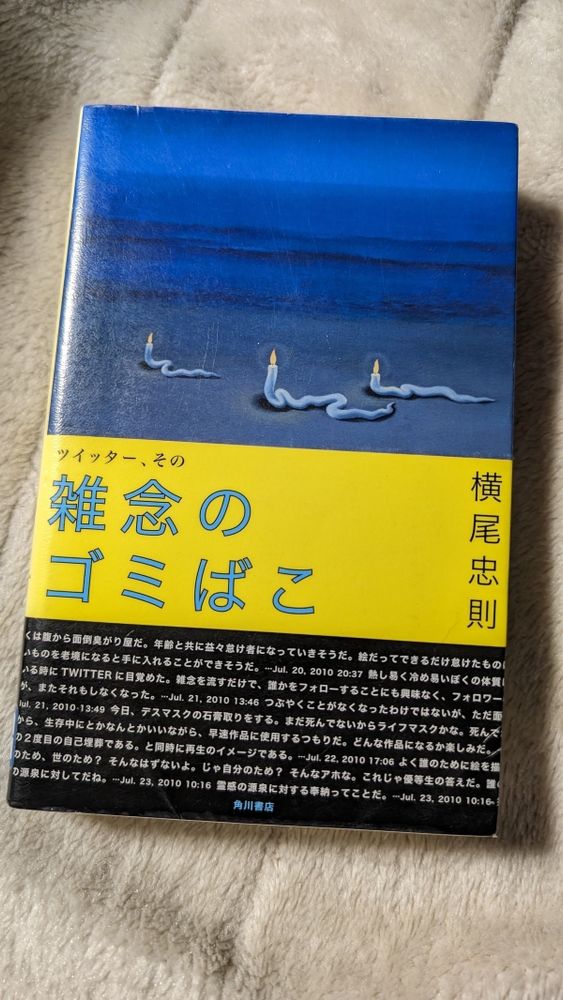 ツイッター、その
雑念の
ゴミばこ
横尾忠則
くは腹から面倒臭がり屋だ。年齢と共に益々怠け者になっていきそうだ。絵だってできるだけ怠けたもの
いものを老境になると手に入れることができそうだ。…Jul. 20, 2010 20:37 熱し易く冷め易いぼくの体質
いる時にTWITTERに目覚めた。雑念を流すだけで、誰かをフォローすることにも興味なく、フォロワー
が、またそれもしなくなった。…Jul. 21, 2010 13:46 つぶやくことがなくなったわけではないが、ただ面
Jul. 21, 2010 13:49 今日、デスマスクの石膏取りをする。まだ死んでないからライフマスクかな。死んで
から、生存中にとかなんとかいいながら、早速作品に使用するつもりだ。どんな作品になるか楽しみだ。
の2度目の自己埋葬である。と同時に再生のイメージである。…Jul. 22, 2010 17:06 よく誰のために絵を描
のため、世のため? そんなはずないよ。じゃ自分のため? そんなアホな。これじゃ優等生の答えだ。誰
の源泉に対してだね。…Jul. 23, 2010 10:16 霊感の源泉に対する奉納ってことだ。…Jul. 23, 2010 10:16
角川書店